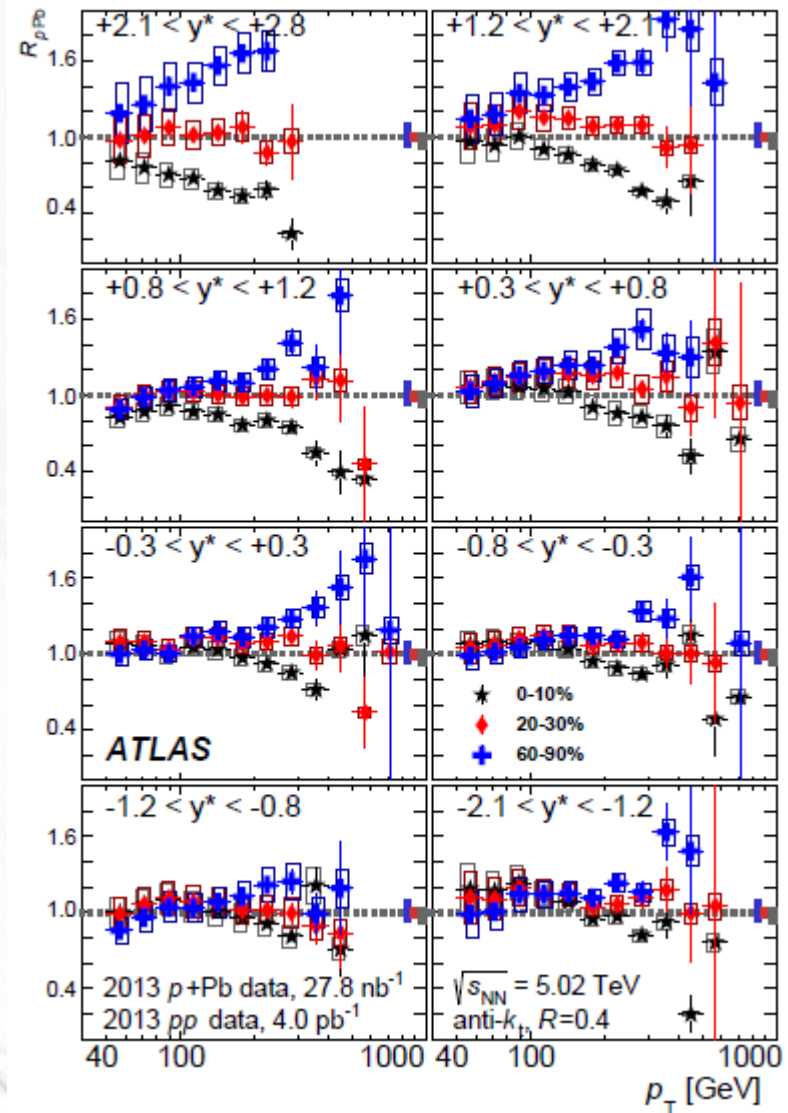 R_pPb
+2.1 < y* < +2.8
+1.2 < y* < +2.1
1.6
1.0
0.4
+0.8 < y* < +1.2
+0.3 < y* < +0.8
1.6
1.0
0.4
-0.3 < y* < +0.3
-0.8 < y* < -0.3
1.6
1.0
0-10%
20-30%
60-90%
0.4
ATLAS
-1.2 < y* < -0.8
-2.1 < y* < -1.2
1.6
1.0
0.4
2013 p+Pb data, 27.8 nb⁻¹
2013 pp data, 4.0 pb⁻¹
√s_NN = 5.02 TeV
anti-k_t, R=0.4
40 100 1000 40 100 1000
p_T [GeV]